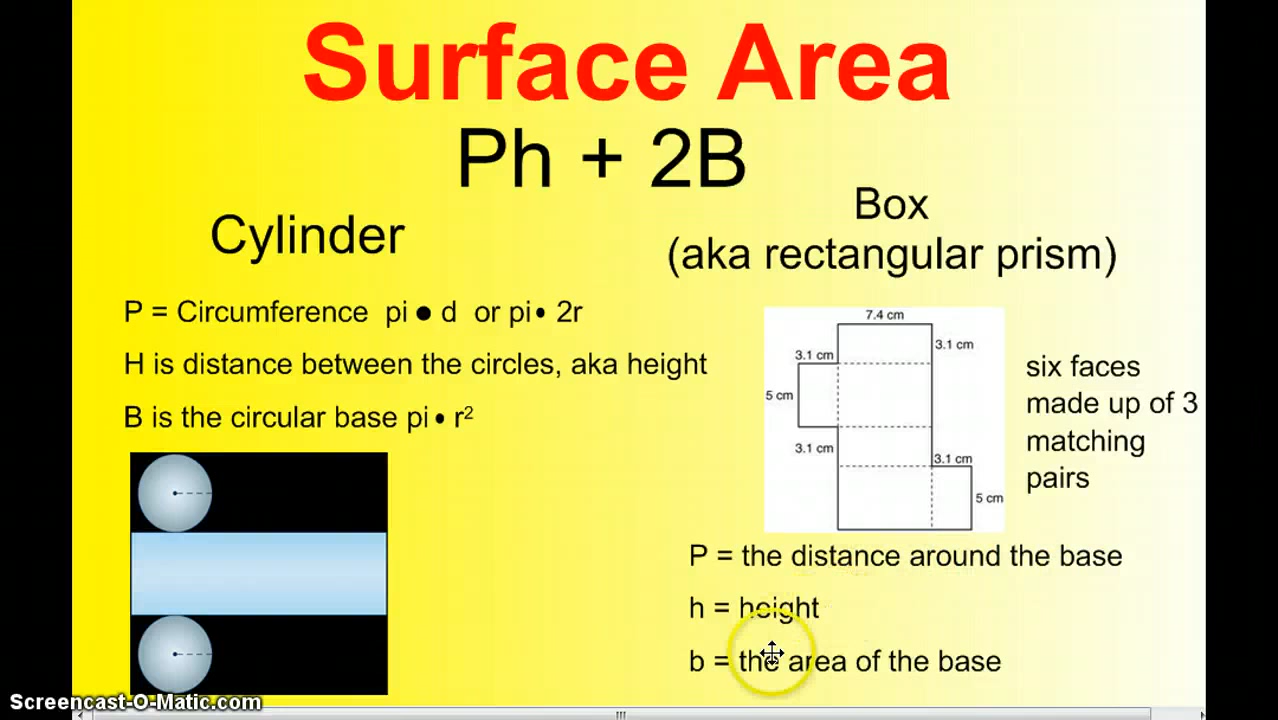 Surface Area
Ph + 2B
Cylinder
Box
(aka rectangular prism)
P = Circumference pi • d or pi • 2r
H is distance between the circles, aka height
B is the circular base pi • r²
7.4 cm
3.1 cm
3.1 cm
5 cm
3.1 cm
3.1 cm
5 cm
six faces
made up of 3
matching
pairs
P = the distance around the base
h = height
b = the area of the base
Screencast-O-Matic.com